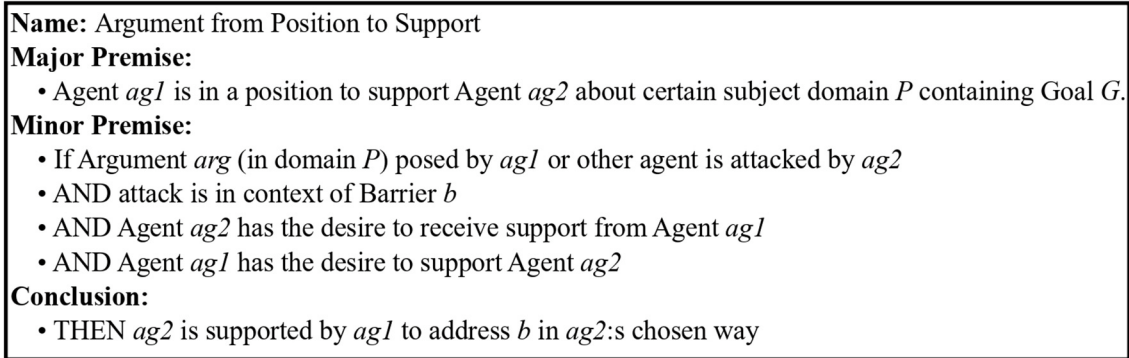 Name: Argument from Position to Support
Major Premise:
• Agent ag1 is in a position to support Agent ag2 about certain subject domain P containing Goal G.
Minor Premise:
• If Argument arg (in domain P) posed by ag1 or other agent is attacked by ag2
• AND attack is in context of Barrier b
• AND Agent ag2 has the desire to receive support from Agent ag1
• AND Agent ag1 has the desire to support Agent ag2
Conclusion:
• THEN ag2 is supported by ag1 to address b in ag2:s chosen way